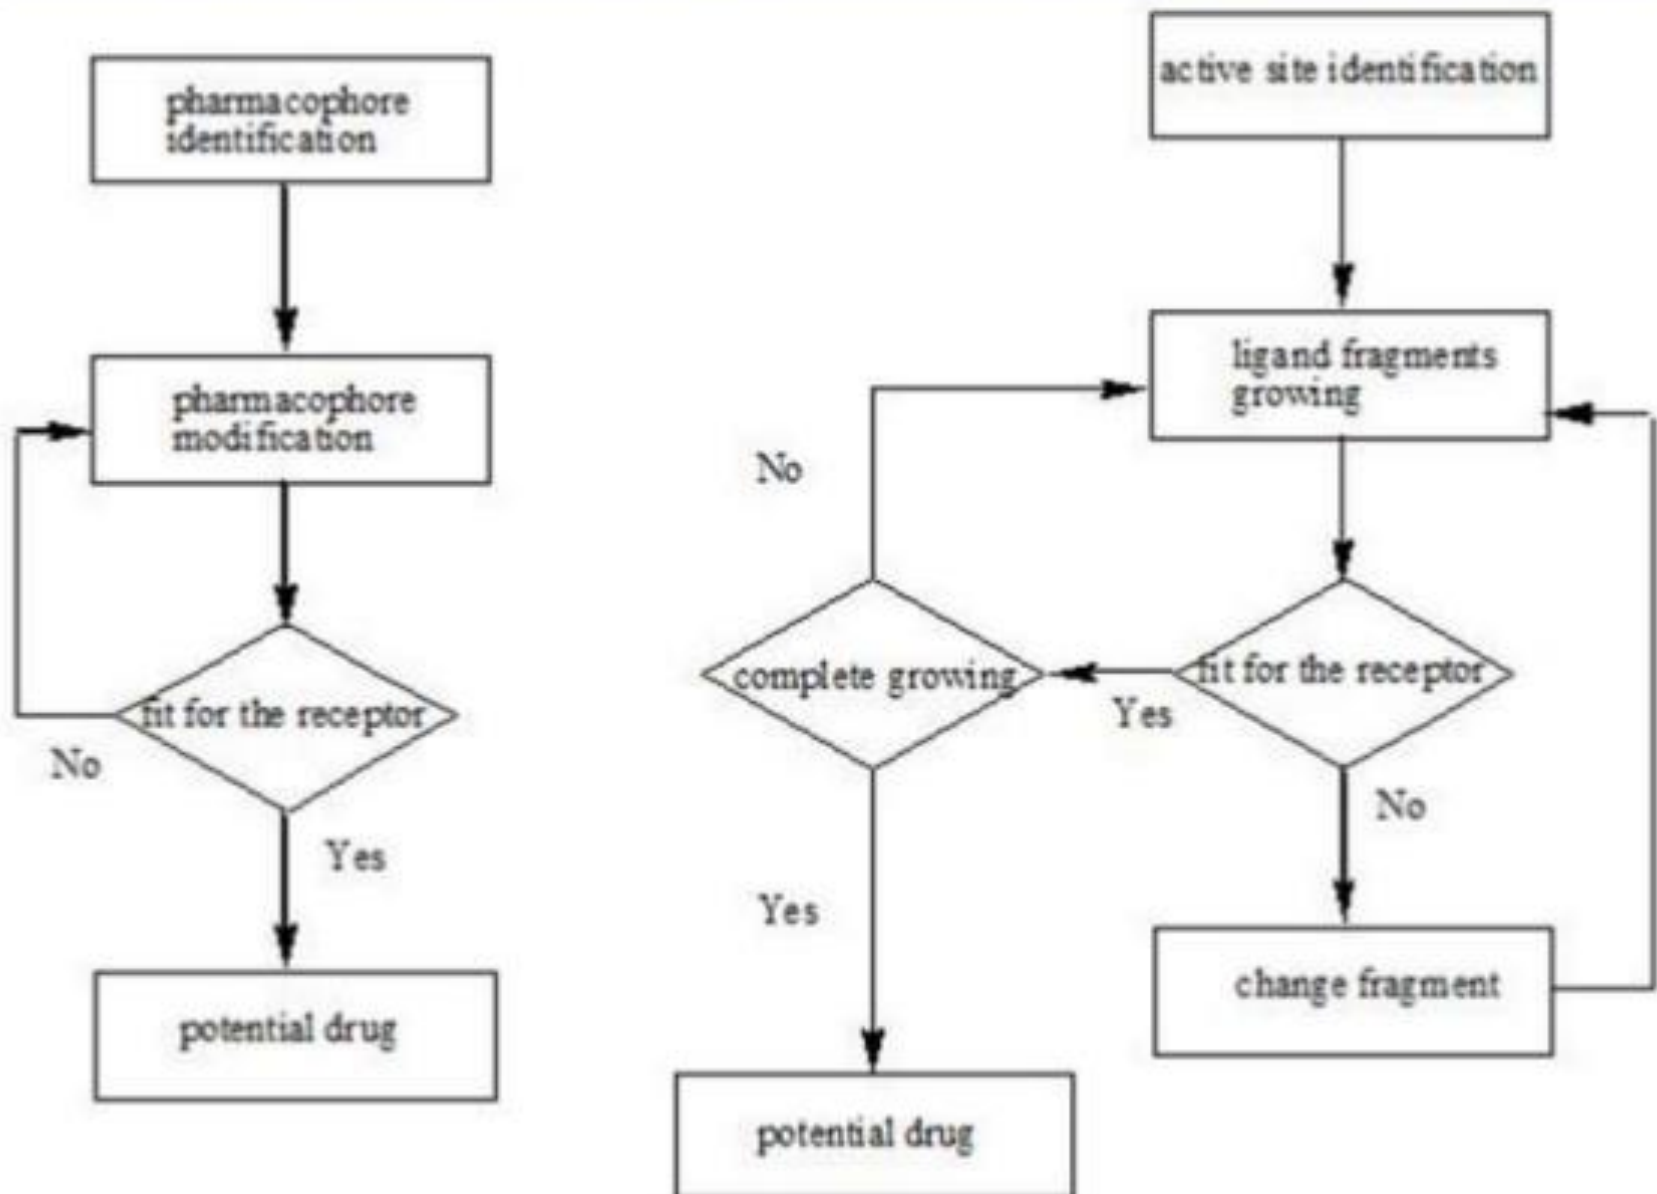 pharmacophore
identification
pharmacophore
modification
fit for the receptor
No
Yes
potential drug
active site identification
ligand fragments
growing
No
complete growing
Yes
fit for the receptor
No
Yes
change fragment
potential drug